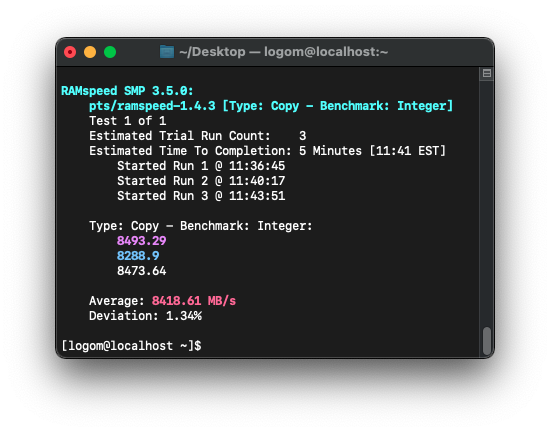 ~/Desktop — logom@localhost:~
RAMspeed SMP 3.5.0:
pts/ramspeed-1.4.3 [Type: Copy - Benchmark: Integer]
Test 1 of 1
Estimated Trial Run Count:    3
Estimated Time To Completion: 5 Minutes [11:41 EST]
Started Run 1 @ 11:36:45
Started Run 2 @ 11:40:17
Started Run 3 @ 11:43:51
Type: Copy - Benchmark: Integer:
8493.29
8288.9
8473.64
Average: 8418.61 MB/s
Deviation: 1.34%
[logom@localhost ~]$